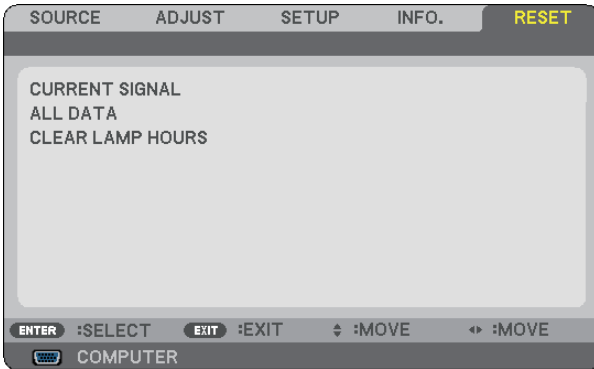 SOURCE ADJUST SETUP INFO. RESET
CURRENT SIGNAL
ALL DATA
CLEAR LAMP HOURS
ENTER :SELECT EXIT :EXIT :MOVE :MOVE
COMPUTER